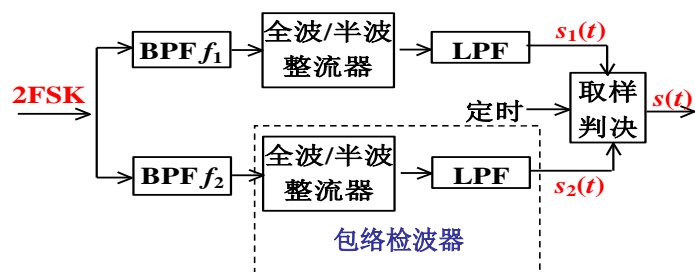 2FSK
BPF f₁
全波/半波
整流器
LPF
s₁(t)
定时
取样
判决
s(t)
BPF f₂
全波/半波
整流器
LPF
s₂(t)
包络检波器